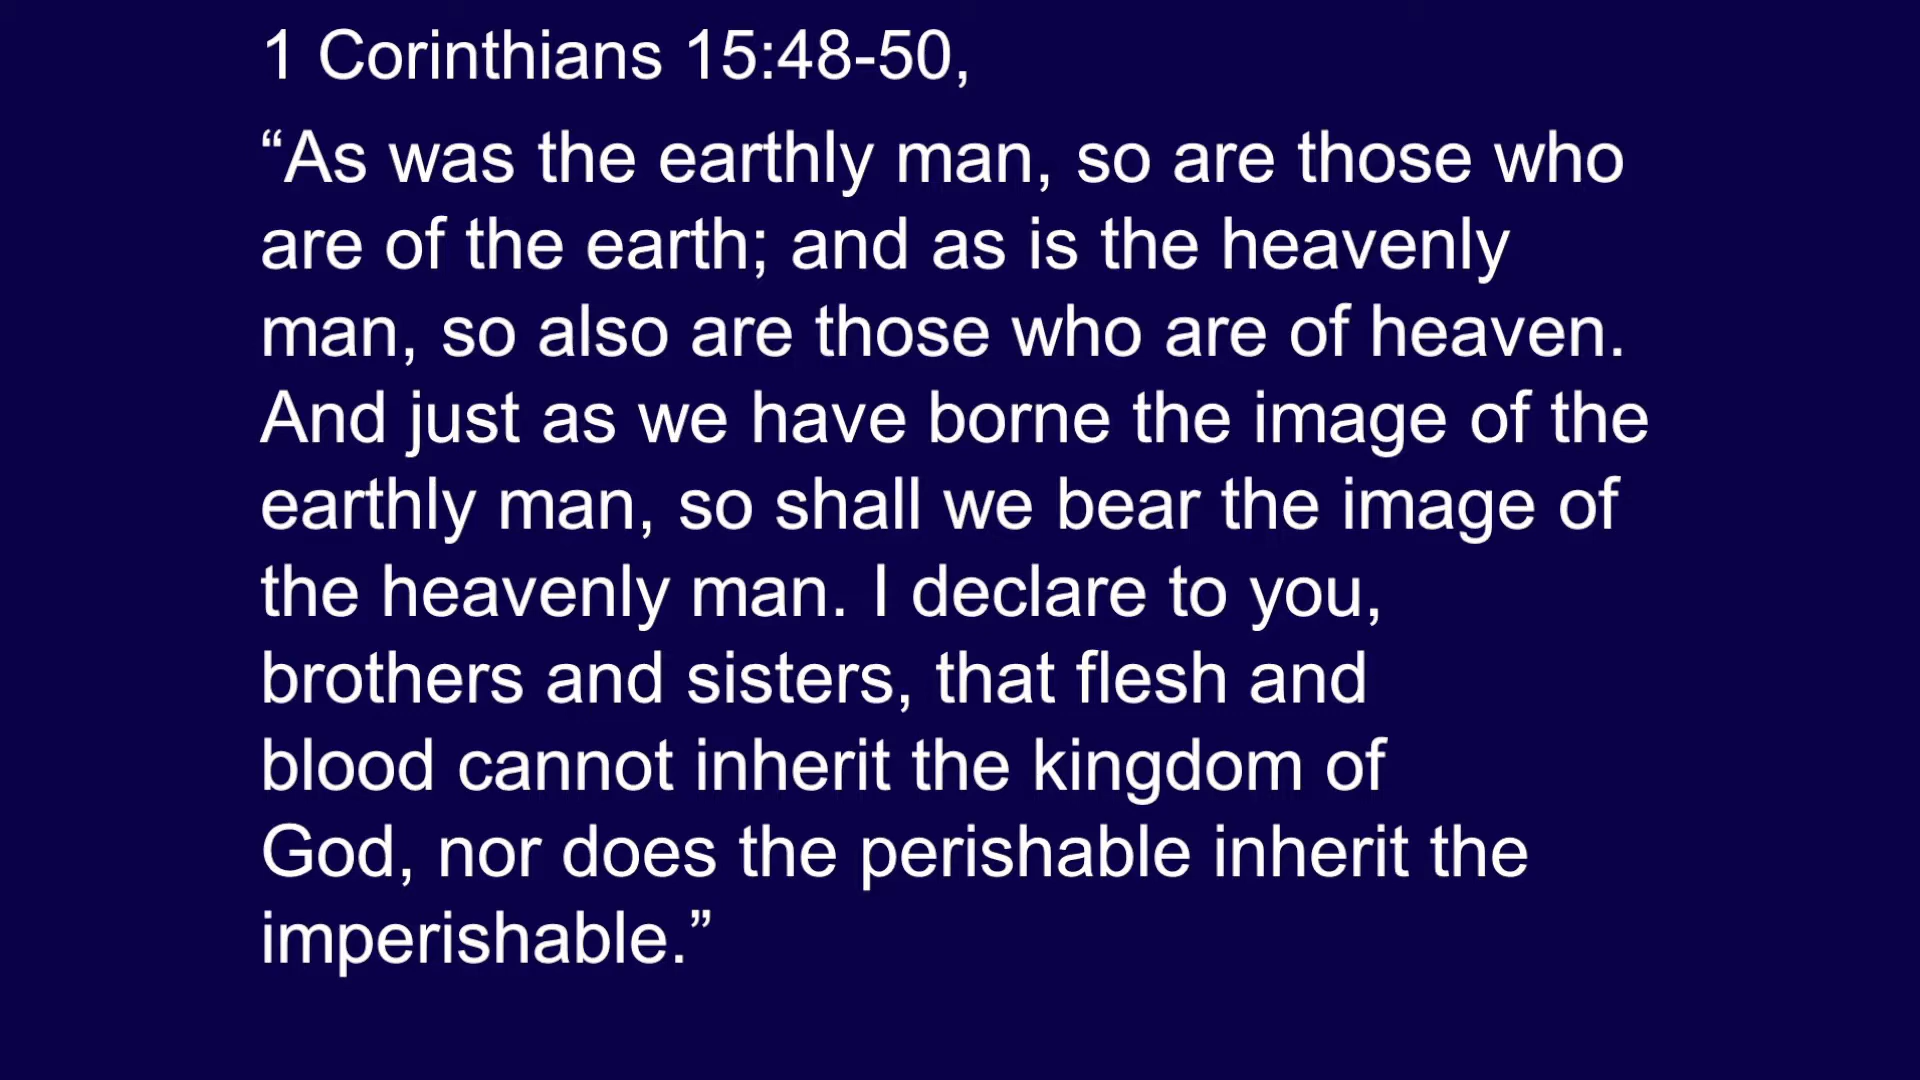 1 Corinthians 15:48-50,
“As was the earthly man, so are those who
are of the earth; and as is the heavenly
man, so also are those who are of heaven.
And just as we have borne the image of the
earthly man, so shall we bear the image of
the heavenly man. I declare to you,
brothers and sisters, that flesh and
blood cannot inherit the kingdom of
God, nor does the perishable inherit the
imperishable.”